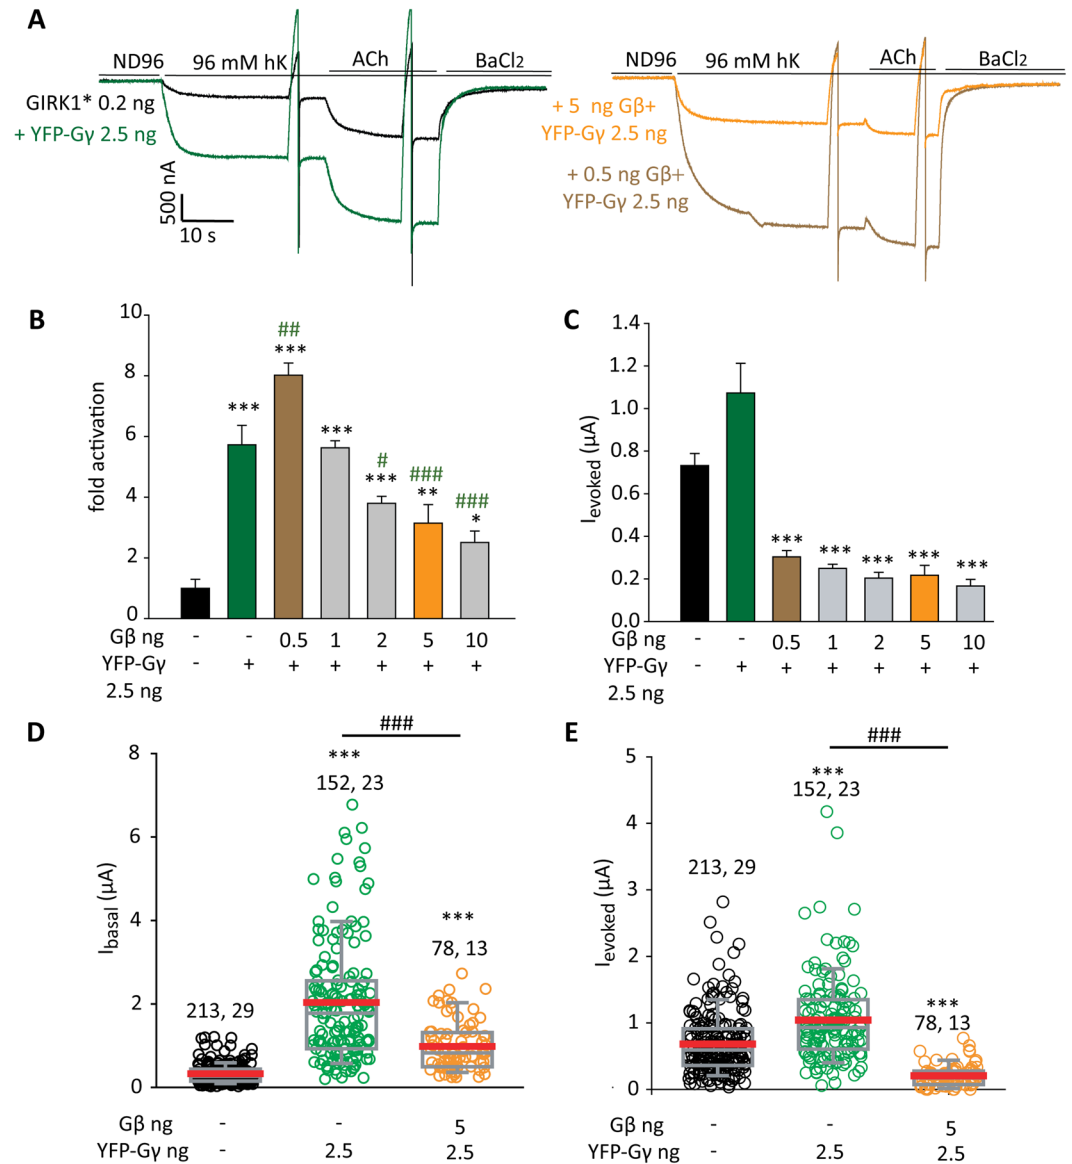 A
ND96 96 mM hK ACh BaCl2
GIRK1* 0.2 ng
+ YFP-Gγ 2.5 ng
500 nA
10 s
ND96 96 mM hK ACh BaCl2
+ 5 ng Gβ+
YFP-Gγ 2.5 ng
+ 0.5 ng Gβ+
YFP-Gγ 2.5 ng
B
fold activation
10
8
6
4
2
0
***
##
***
***
#
***
###
**
###
*
Gβ ng - - 0.5 1 2 5 10
YFP-Gγ - + + + + + +
2.5 ng
C
Ievoked (μA)
1.4
1.2
1.0
0.8
0.6
0.4
0.2
0.0
*** *** *** *** ***
Gβ ng - - 0.5 1 2 5 10
YFP-Gγ - + + + + + +
2.5 ng
D
###
Ibasal (μA)
8
6
4
2
0
213, 29
***
152, 23
***
78, 13
Gβ ng - - 5
YFP-Gγ ng - 2.5 2.5
E
###
Ievoked (μA)
5
4
3
2
1
0
213, 29
***
152, 23
***
78, 13
Gβ ng - - 5
YFP-Gγ ng - 2.5 2.5